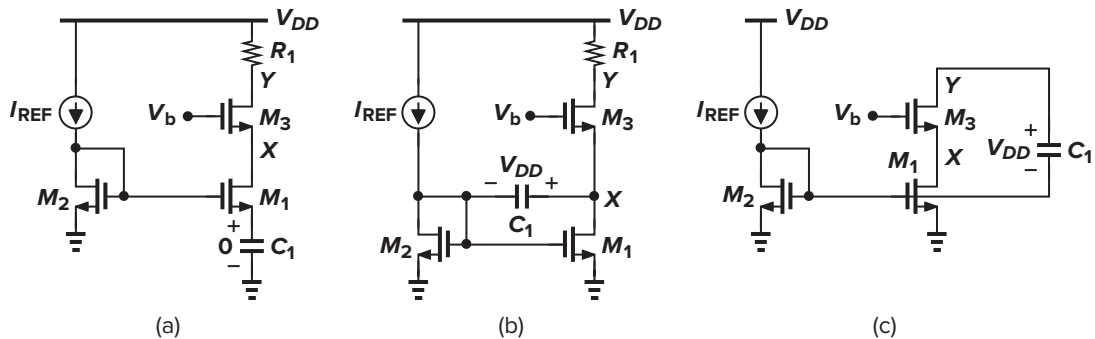 V_DD
R_1
Y
I_REF
V_b
M_3
X
M_2
M_1
+
0
C_1
−
(a)
V_DD
R_1
Y
I_REF
V_b
M_3
V_DD
− +
X
C_1
M_2
M_1
(b)
V_DD
Y
I_REF
V_b
M_3
+
V_DD
C_1
−
M_1
X
M_2
(c)